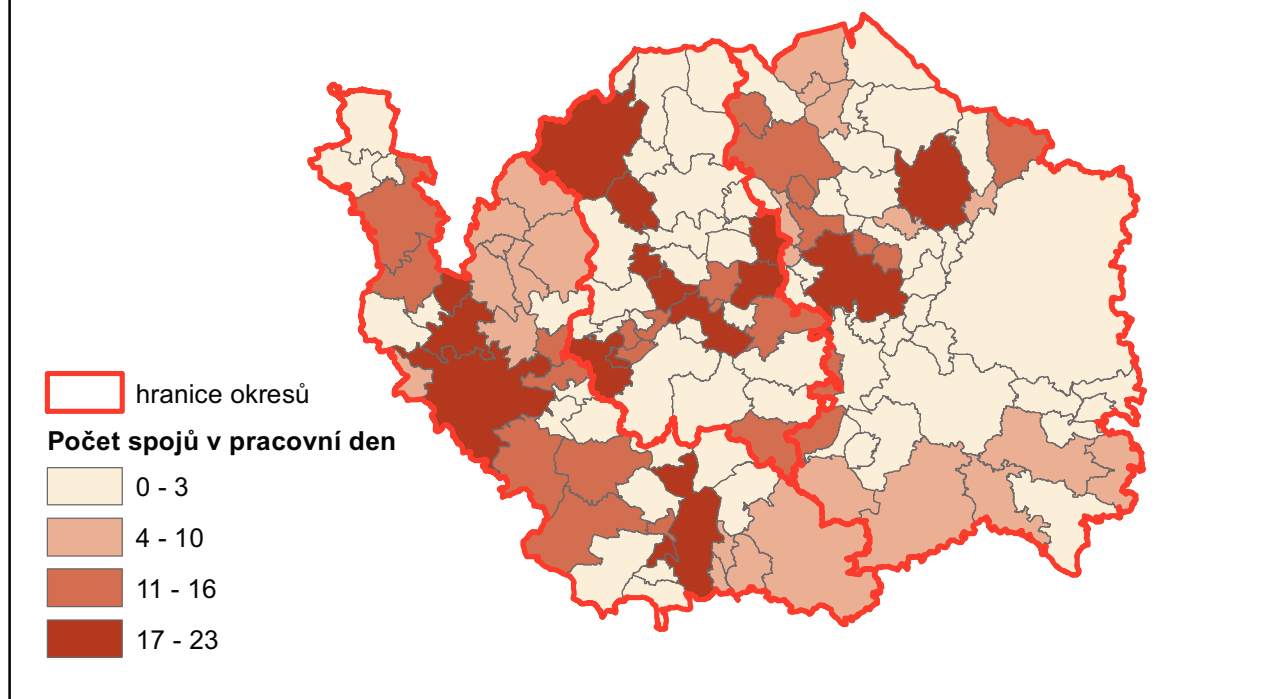 hranice okresů
Počet spojů v pracovní den
0 - 3
4 - 10
11 - 16
17 - 23